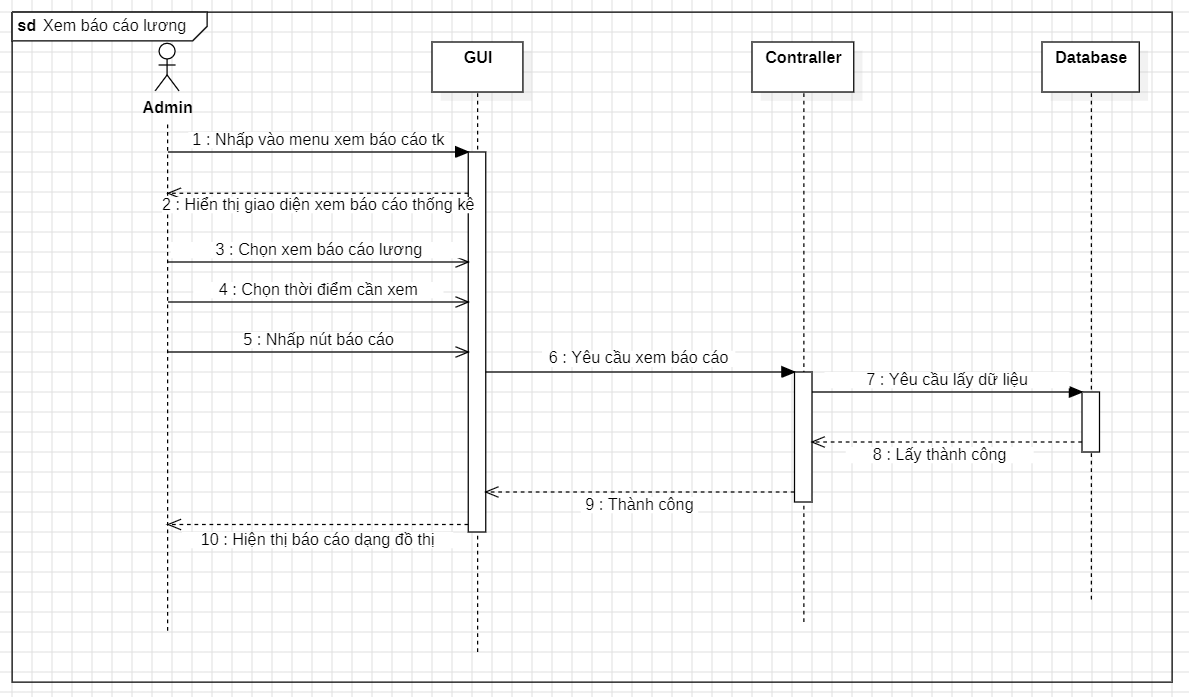 sd Xem báo cáo lương
GUI
Contraller
Database
Admin
1 : Nhấp vào menu xem báo cáo tk
2 : Hiển thị giao diện xem báo cáo thống kê
3 : Chọn xem báo cáo lương
4 : Chọn thời điểm cần xem
5 : Nhấp nút báo cáo
6 : Yêu cầu xem báo cáo
7 : Yêu cầu lấy dữ liệu
8 : Lấy thành công
9 : Thành công
10 : Hiện thị báo cáo dạng đồ thị